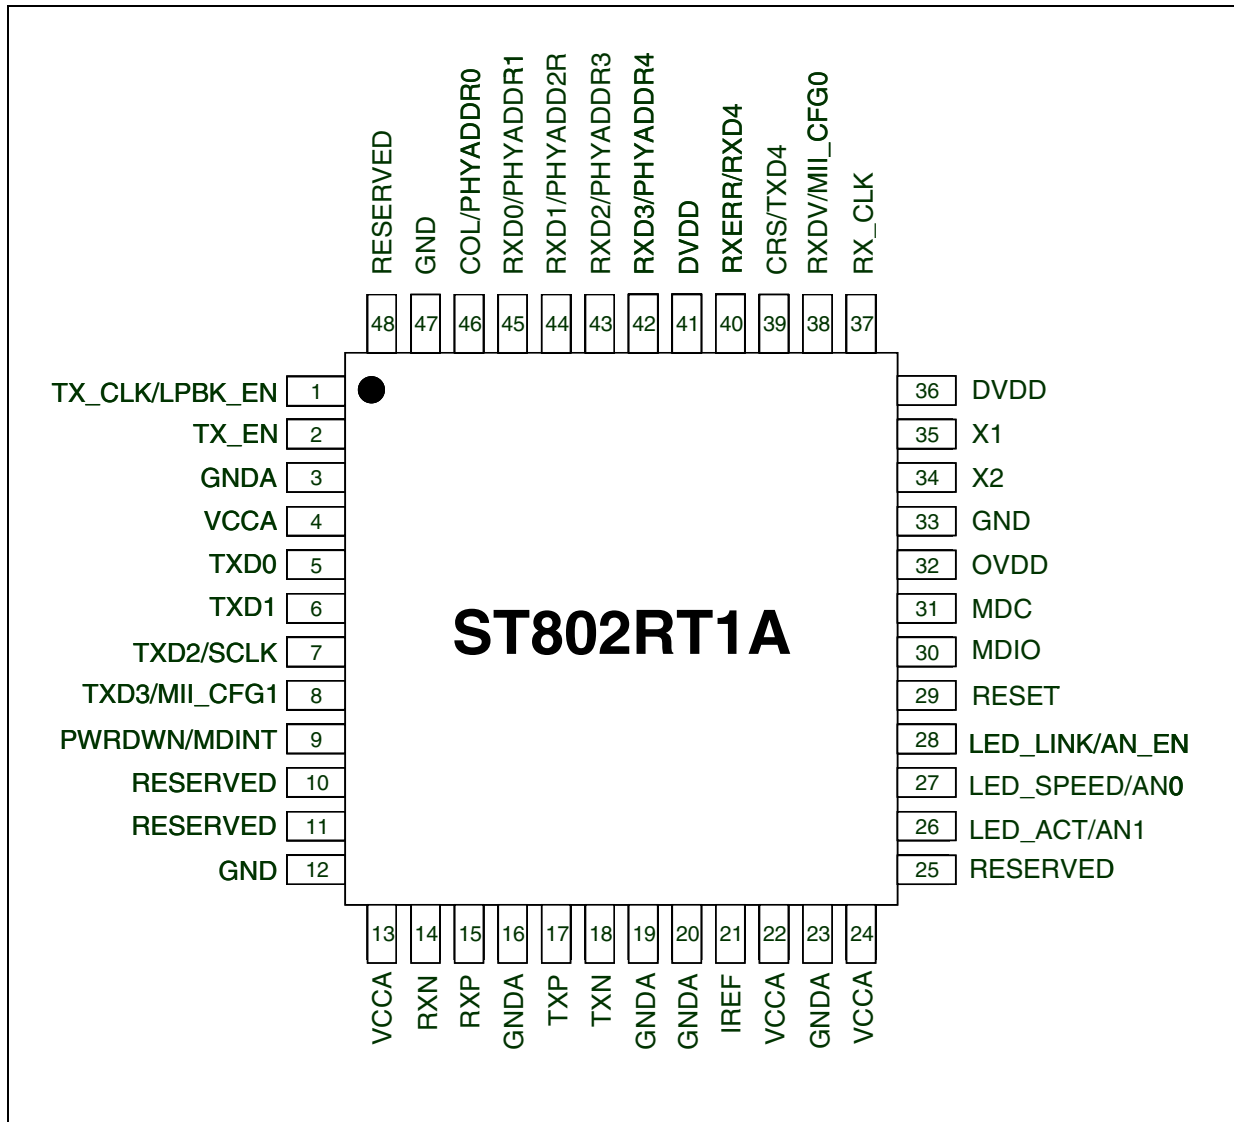 RESERVED
GND
COL/PHYADDR0
RXD0/PHYADDR1
RXD1/PHYADD2R
RXD2/PHYADDR3
RXD3/PHYADDR4
DVDD
RXERR/RXD4
CRS/TXD4
RXDV/MII_CFG0
RX_CLK
48 47 46 45 44 43 42 41 40 39 38 37
TX_CLK/LPBK_EN 1
TX_EN 2
GNDA 3
VCCA 4
TXD0 5
TXD1 6
TXD2/SCLK 7
TXD3/MII_CFG1 8
PWRDWN/MDINT 9
RESERVED 10
RESERVED 11
GND 12
ST802RT1A
36 DVDD
35 X1
34 X2
33 GND
32 OVDD
31 MDC
30 MDIO
29 RESET
28 LED_LINK/AN_EN
27 LED_SPEED/AN0
26 LED_ACT/AN1
25 RESERVED
13 14 15 16 17 18 19 20 21 22 23 24
VCCA
RXN
RXP
GNDA
TXP
TXN
GNDA
GNDA
IREF
VCCA
GNDA
VCCA